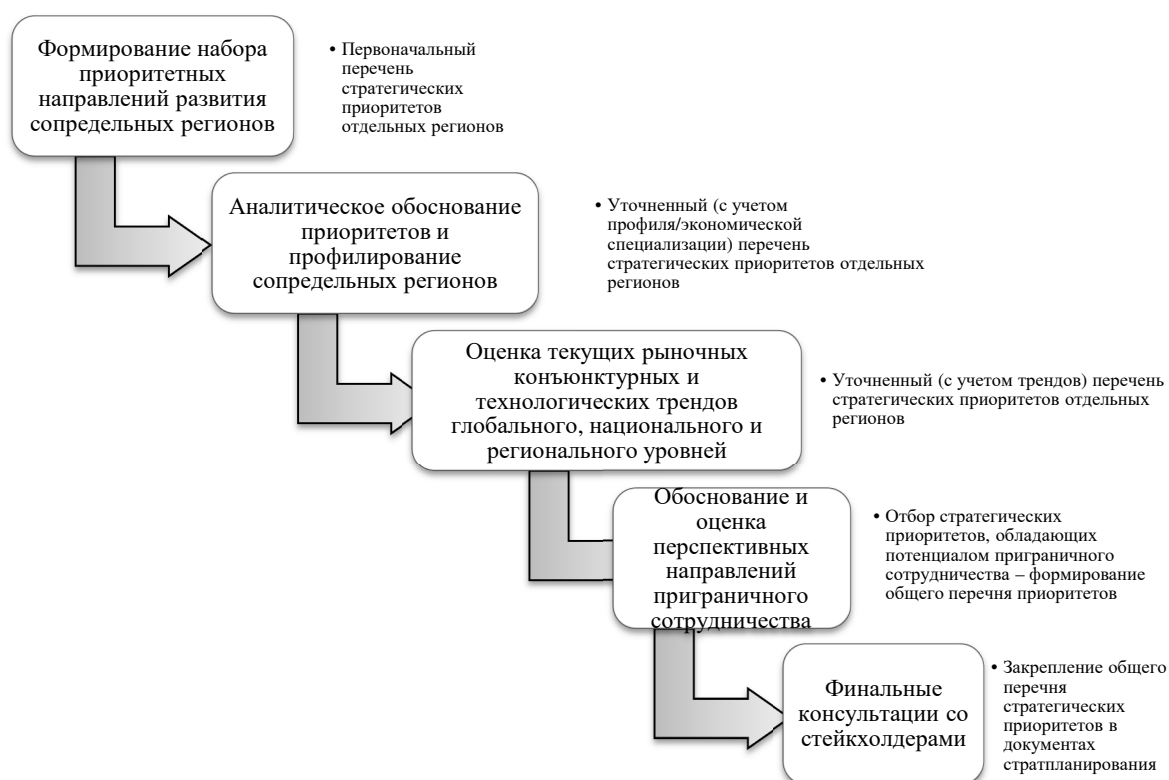 Формирование набора
приоритетных
направлений развития
сопредельных регионов
• Первоначальный
перечень
стратегических
приоритетов
отдельных регионов
Аналитическое обоснование
приоритетов и
профилирование
сопредельных регионов
• Уточненный (с учетом
профиля/экономической
специализации) перечень
стратегических приоритетов отдельных
регионов
Оценка текущих рыночных
конъюнктурных и
технологических трендов
глобального, национального и
регионального уровней
• Уточненный (с учетом трендов) перечень
стратегических приоритетов отдельных
регионов
Обоснование и
оценка
перспективных
направлений
приграничного
сотрудничества
• Отбор стратегических
приоритетов, обладающих
потенциалом приграничного
сотрудничества – формирование
общего перечня приоритетов
Финальные
консультации со
стейкхолдерами
• Закрепление общего
перечня
стратегических
приоритетов в
документах
стратпланирования